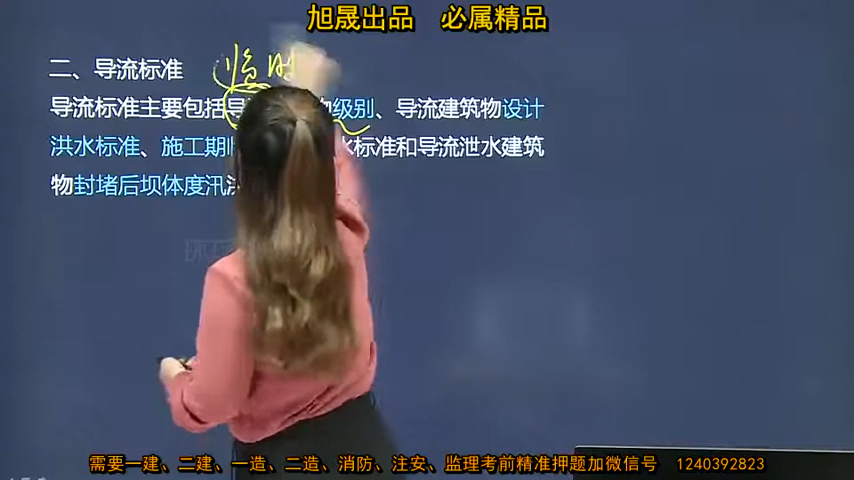 旭晟出品 必属精品
二、导流标准 临时
导流标准主要包括导 级别、导流建筑物设计
洪水标准、施工期 水标准和导流泄水建筑
物封堵后坝体度汛
需要一建、二建、一造、二造、消防、注安、监理考前精准押题加微信号 1240392823